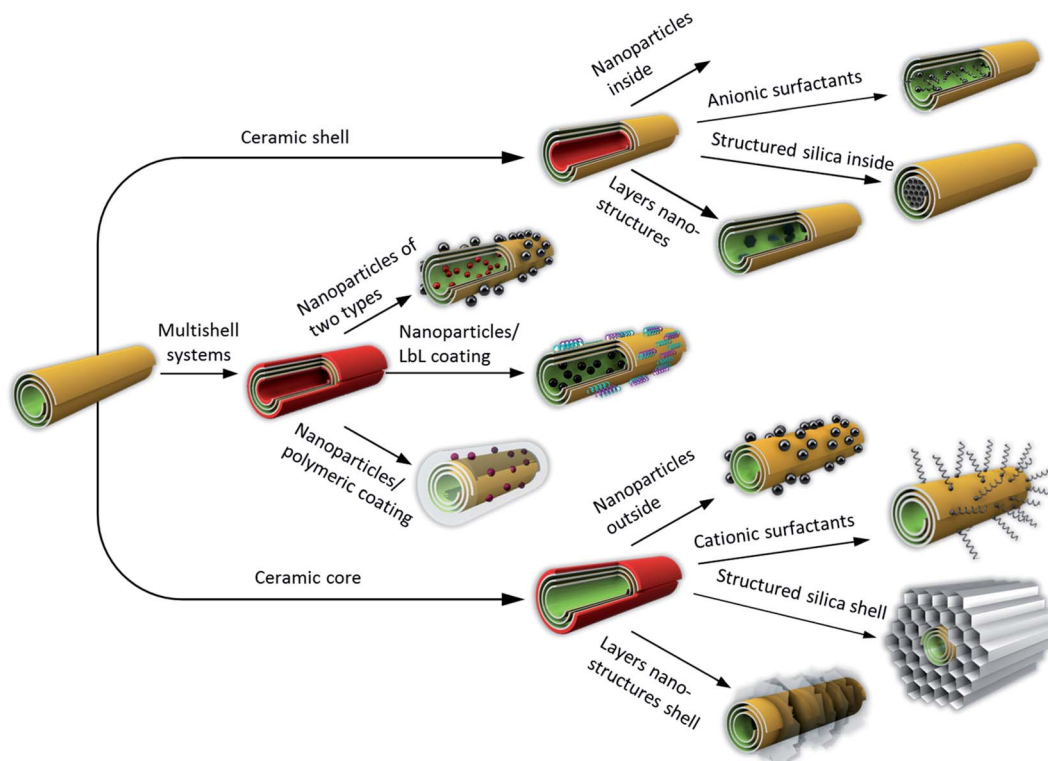 Nanoparticles
inside
Anionic surfactants
Ceramic shell
Structured silica inside
Layers nano-
structures
Nanoparticles of
two types
Multishell
systems
Nanoparticles/
LbL coating
Nanoparticles/
polymeric coating
Nanoparticles
outside
Cationic surfactants
Ceramic core
Structured silica shell
Layers nano-
structures shell